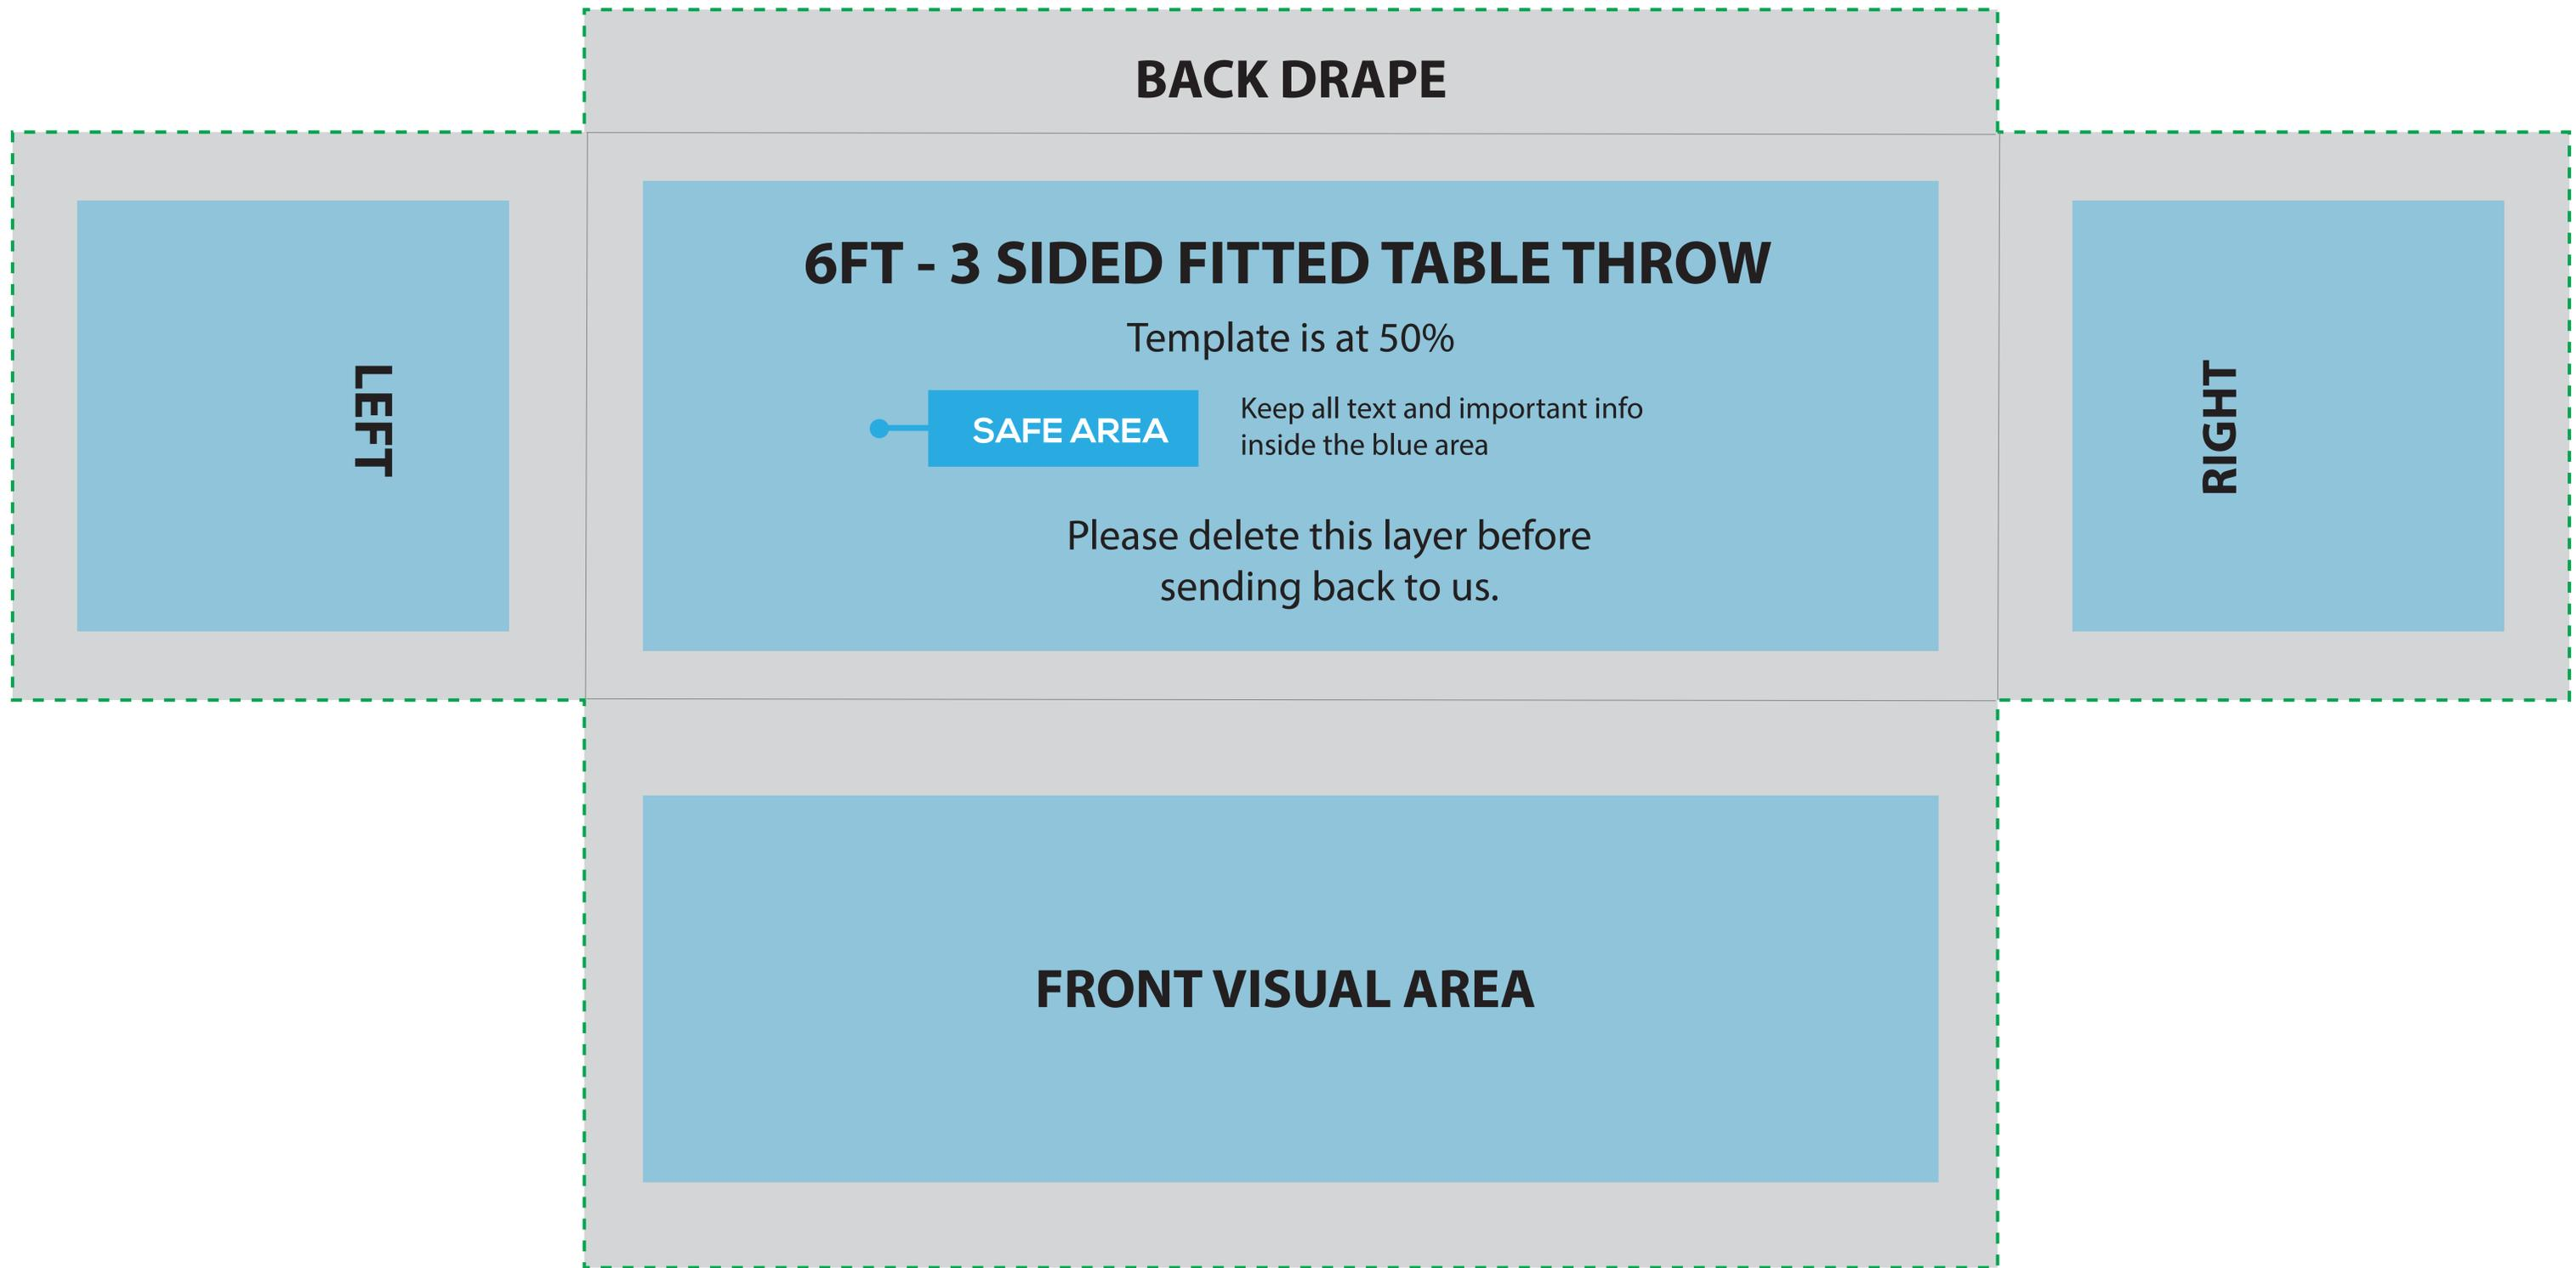 BACK DRAPE
6FT - 3 SIDED FITTED TABLE THROW
Template is at 50%
SAFE AREA
Keep all text and important info
inside the blue area
Please delete this layer before
sending back to us.
LEFT
RIGHT
FRONT VISUAL AREA